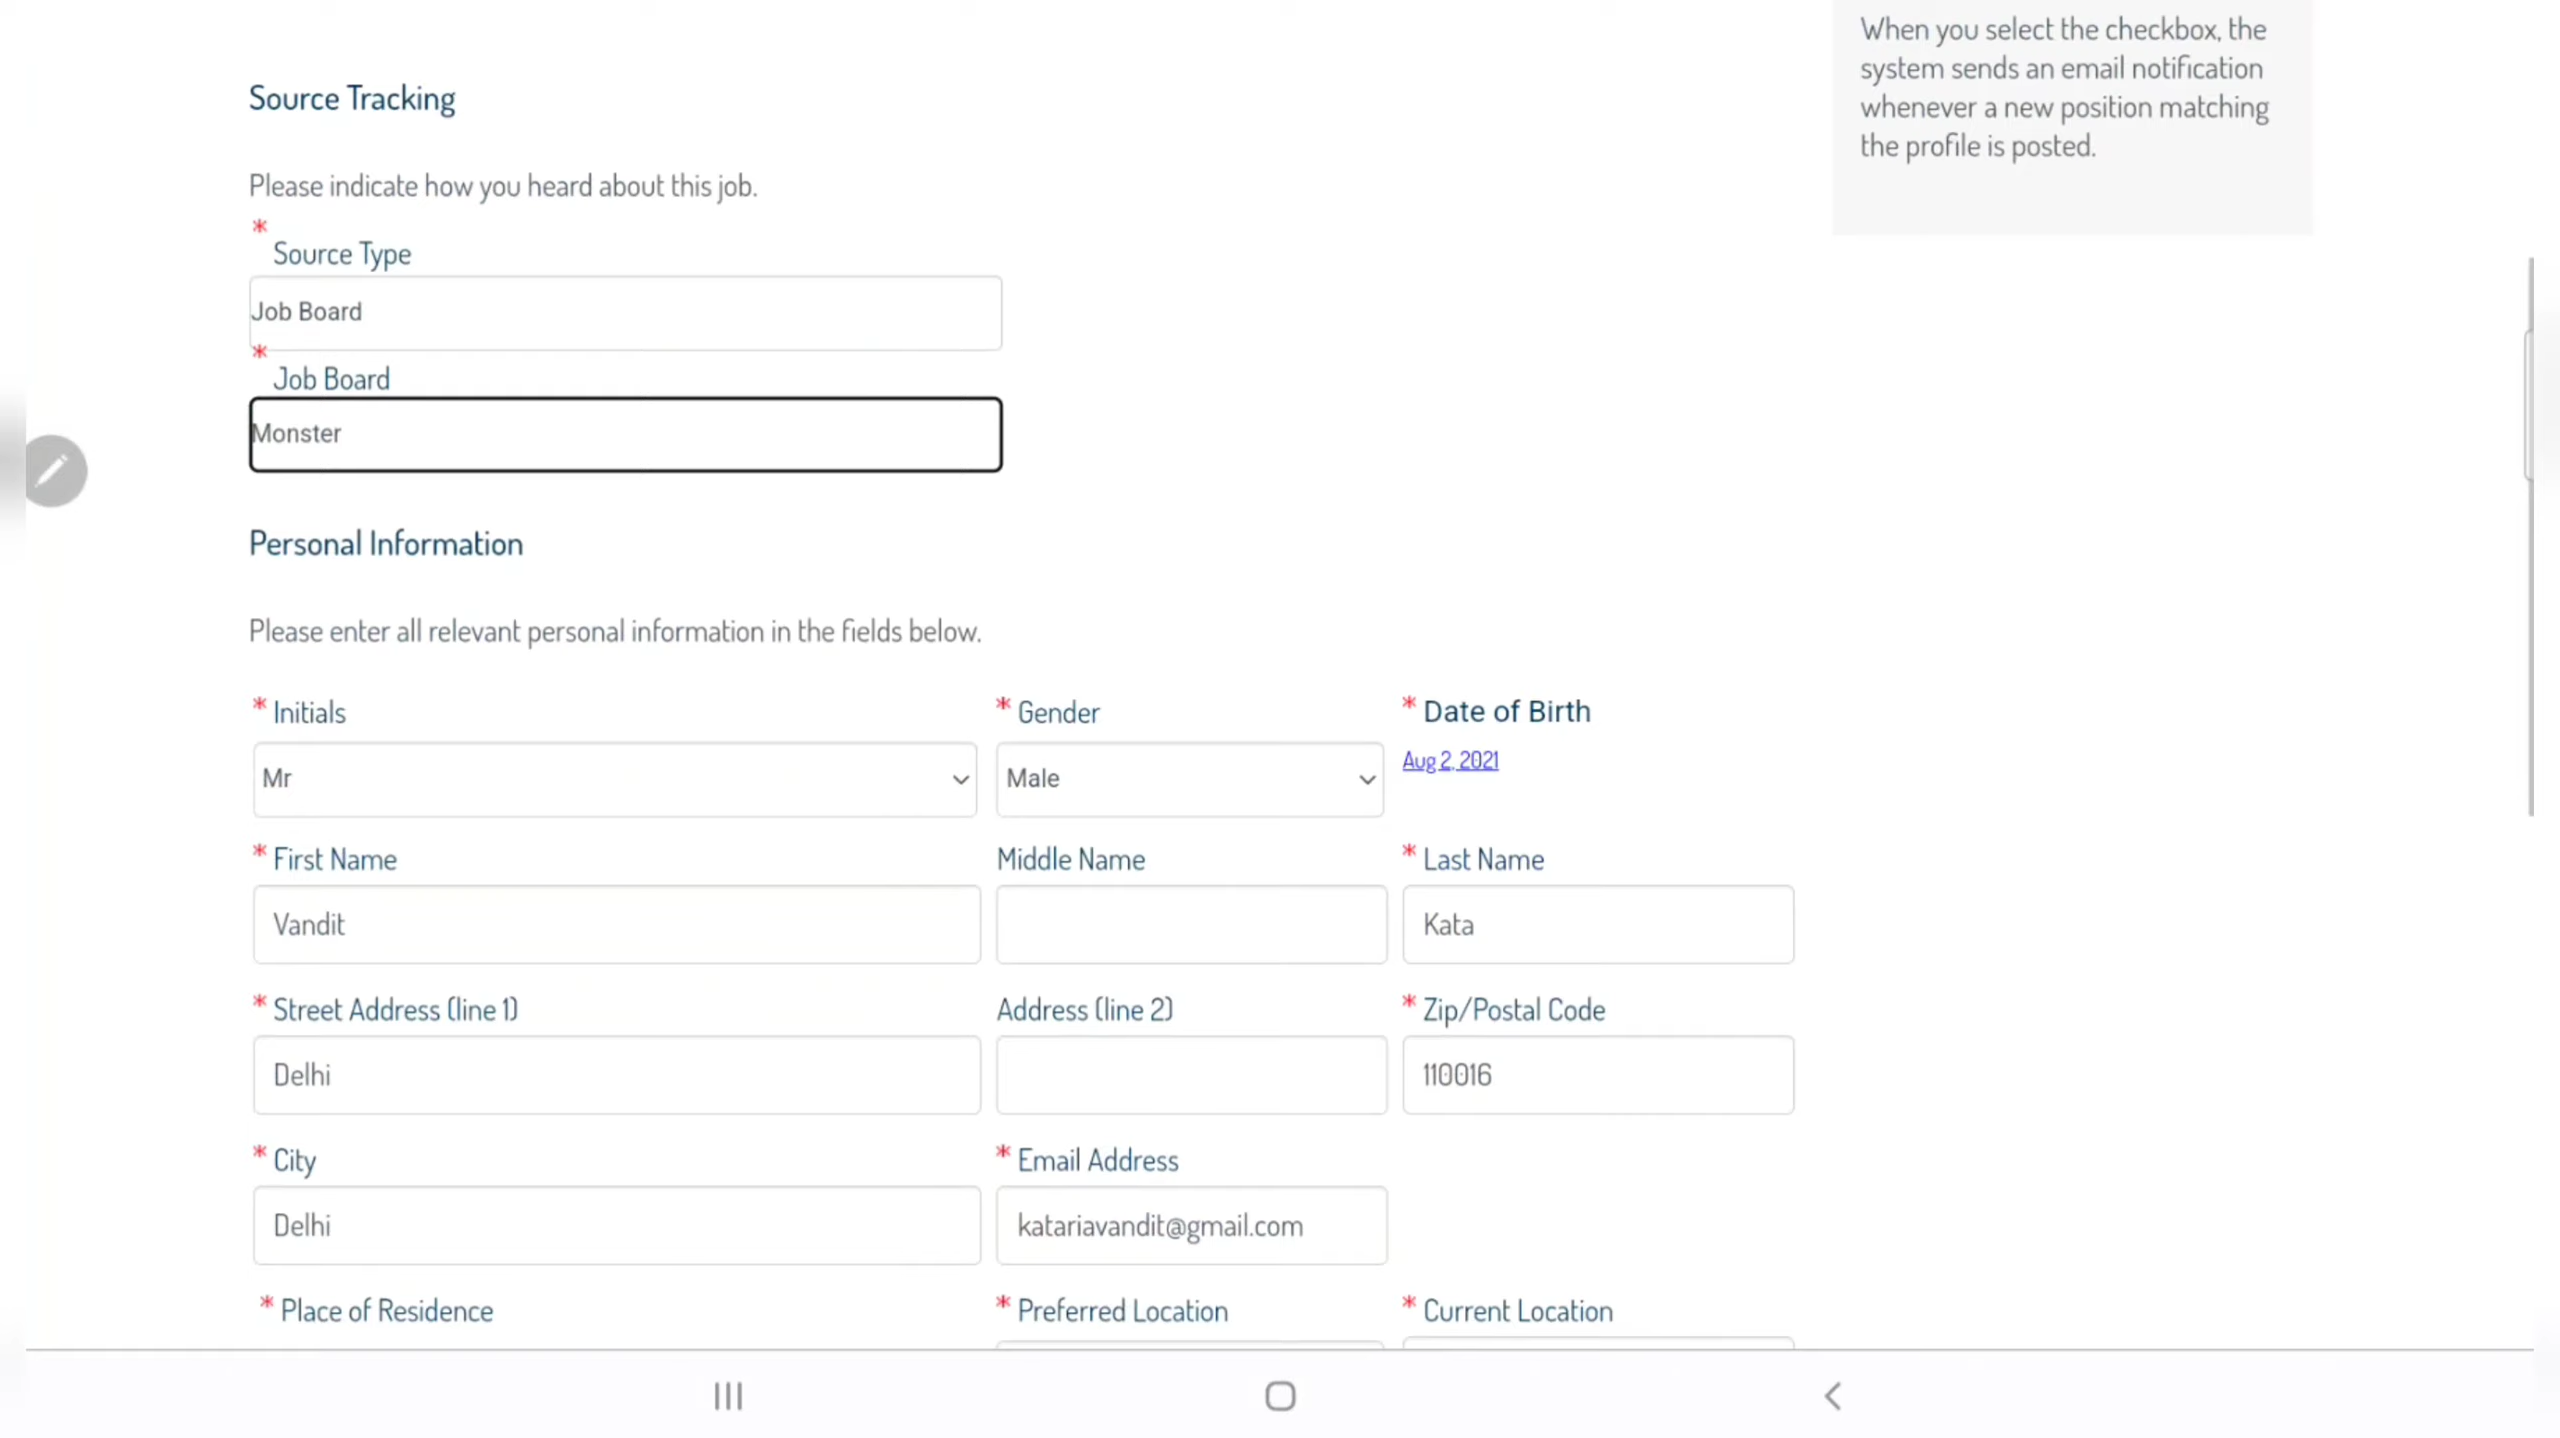 When you select the checkbox, the
system sends an email notification
whenever a new position matching
the profile is posted.
Source Tracking
Please indicate how you heard about this job.
* Source Type
Job Board
* Job Board
Monster
Personal Information
Please enter all relevant personal information in the fields below.
* Initials * Gender * Date of Birth
Mr Male Aug 2, 2021
* First Name Middle Name * Last Name
Vandit Kata
* Street Address (line 1) Address (line 2) * Zip/Postal Code
Delhi 110016
* City * Email Address
Delhi katariavandit@gmail.com
* Place of Residence * Preferred Location * Current Location